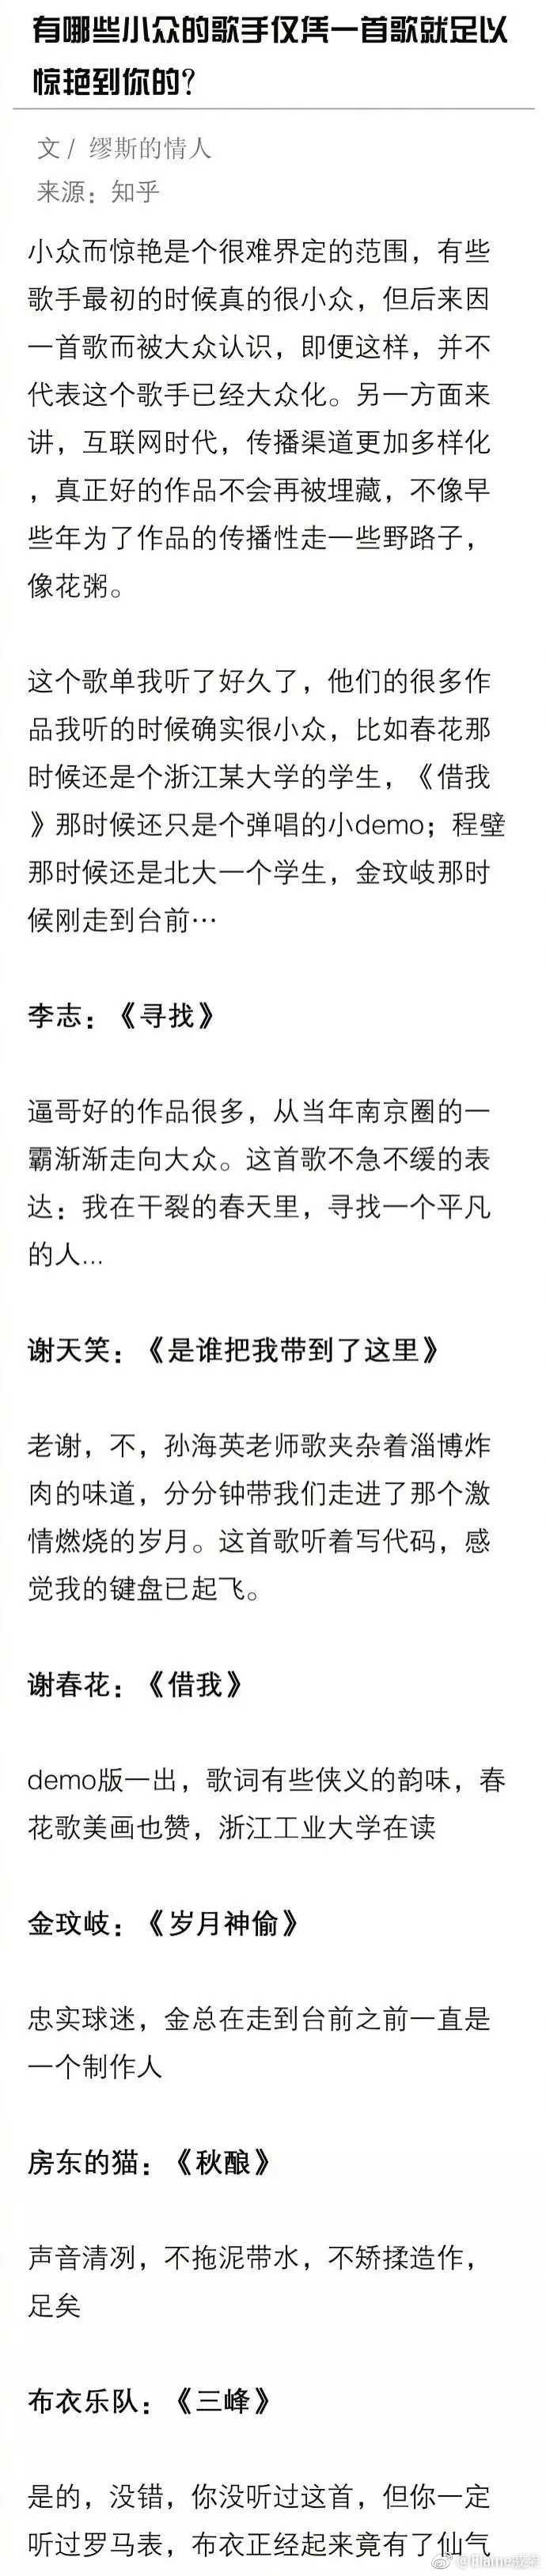 有哪些小众的歌手仅凭一首歌就足以
惊艳到你的?
文 / 缪斯的情人
来源：知乎
小众而惊艳是个很难界定的范围，有些
歌手最初的时候真的很小众，但后来因
一首歌而被大众认识，即便这样，并不
代表这个歌手已经大众化。另一方面来
讲，互联网时代，传播渠道更加多样化
，真正好的作品不会再被埋藏，不像早
些年为了作品的传播性走一些野路子，
像花粥。
这个歌单我听了好久了，他们的很多作
品我听的时候确实很小众，比如春花那
时候还是个浙江某大学的学生，《借我
》那时候还只是个弹唱的小demo；程璧
那时候还是北大一个学生，金玟岐那时
候刚走到台前…
李志：《寻找》
逼哥好的作品很多，从当年南京圈的一
霸渐渐走向大众。这首歌不急不缓的表
达：我在干裂的春天里，寻找一个平凡
的人...
谢天笑：《是谁把我带到了这里》
老谢，不，孙海英老师歌夹杂着淄博炸
肉的味道，分分钟带我们走进了那个激
情燃烧的岁月。这首歌听着写代码，感
觉我的键盘已起飞。
谢春花：《借我》
demo版一出，歌词有些侠义的韵味，春
花歌美画也赞，浙江工业大学在读
金玟岐：《岁月神偷》
忠实球迷，金总在走到台前之前一直是
一个制作人
房东的猫：《秋酿》
声音清冽，不拖泥带水，不矫揉造作，
足矣
布衣乐队：《三峰》
是的，没错，你没听过这首，但你一定
听过罗马表，布衣正经起来竟有了仙气